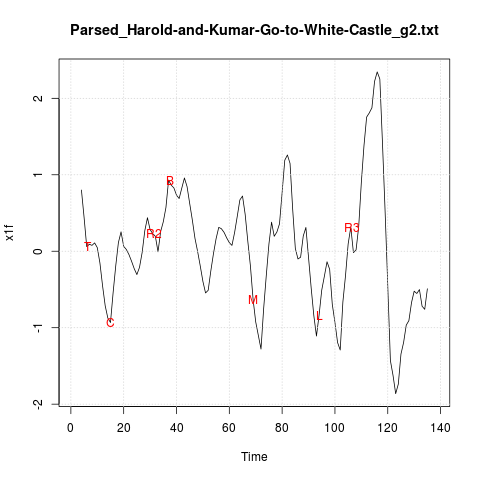 Parsed_Harold-and-Kumar-Go-to-White-Castle_g2.txt
x1f
2
1
0
-1
-2
T
C
R2
B
M
L
R3
0
20
40
60
80
100
120
140
Time